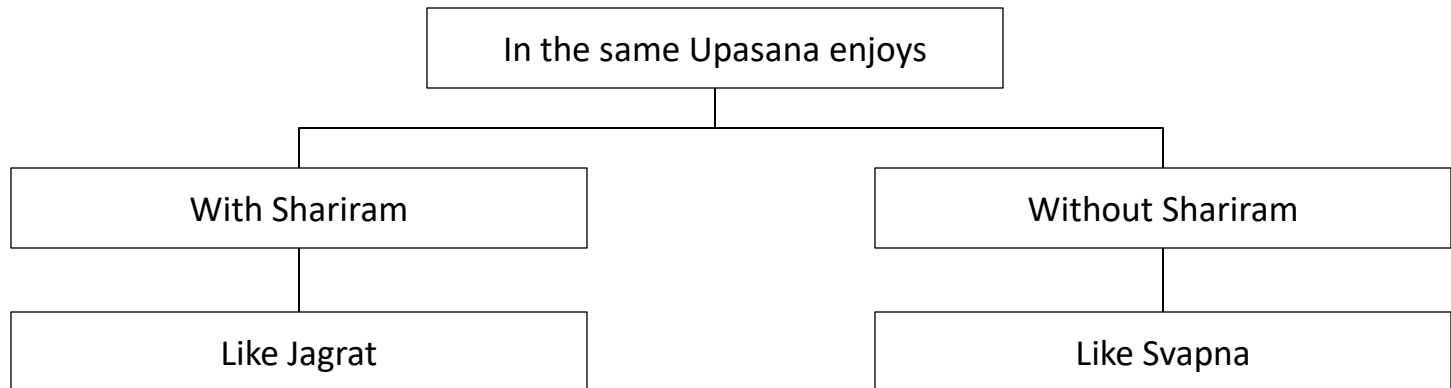 In the same Upasana enjoys
With Shariram
Without Shariram
Like Jagrat
Like Svapna